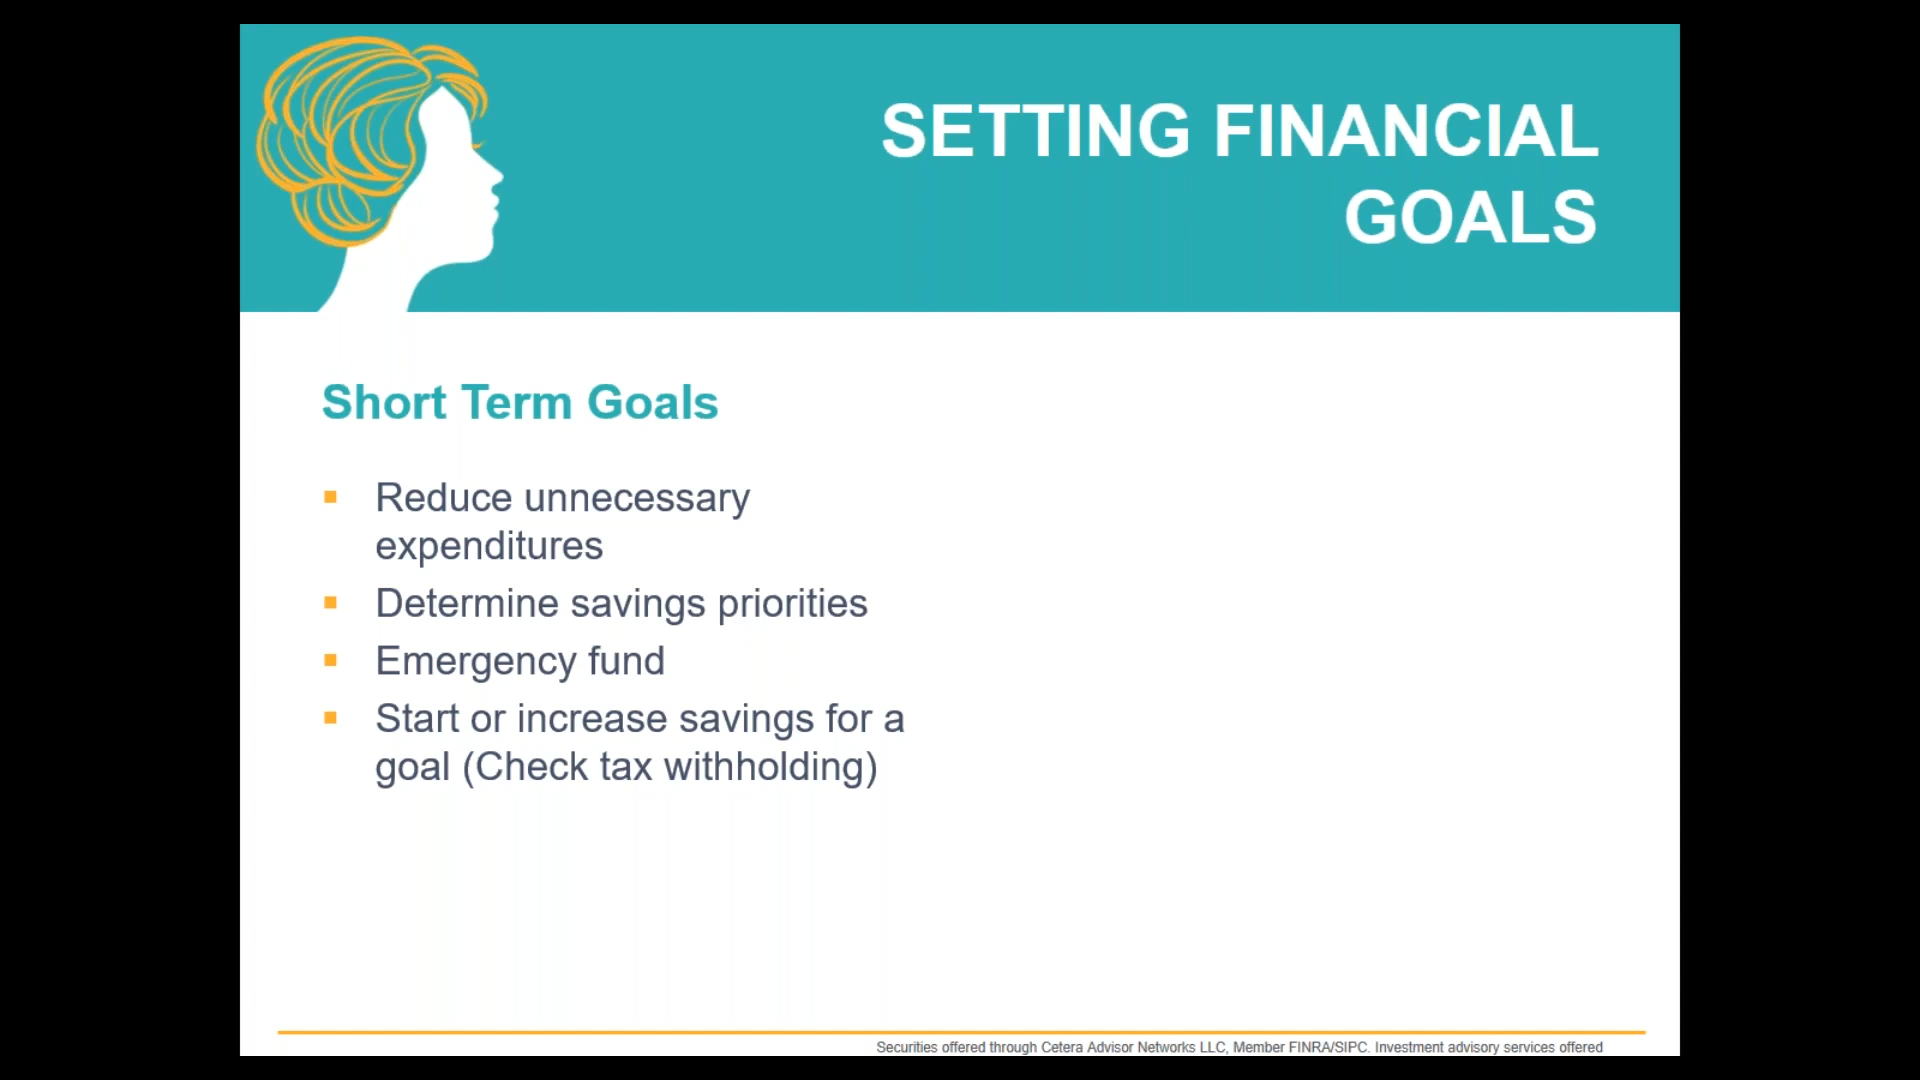 SETTING FINANCIAL
GOALS
Short Term Goals
Reduce unnecessary
expenditures
Determine savings priorities
Emergency fund
Start or increase savings for a
goal (Check tax withholding)
Securities offered through Cetera Advisor Networks LLC, Member FINRA/SIPC. Investment advisory services offered